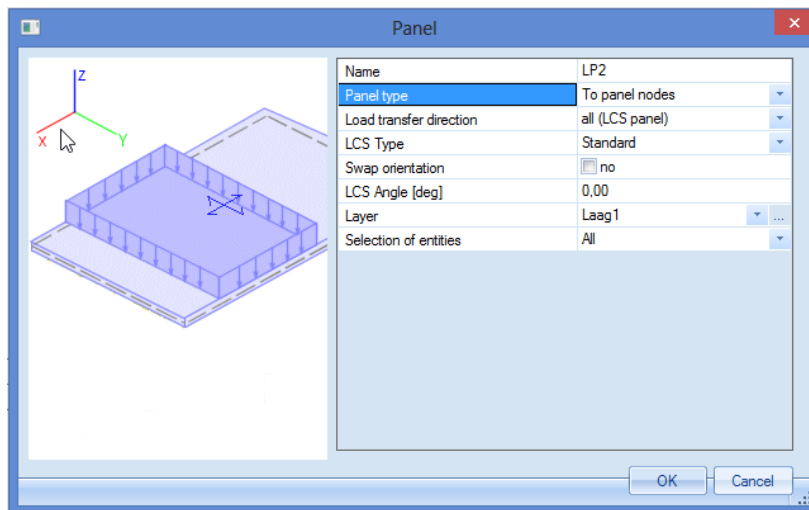 Panel
Z
X
Y
Name LP2
Panel type To panel nodes
Load transfer direction all (LCS panel)
LCS Type Standard
Swap orientation no
LCS Angle [deg] 0,00
Layer Laag1 ...
Selection of entities All
OK Cancel